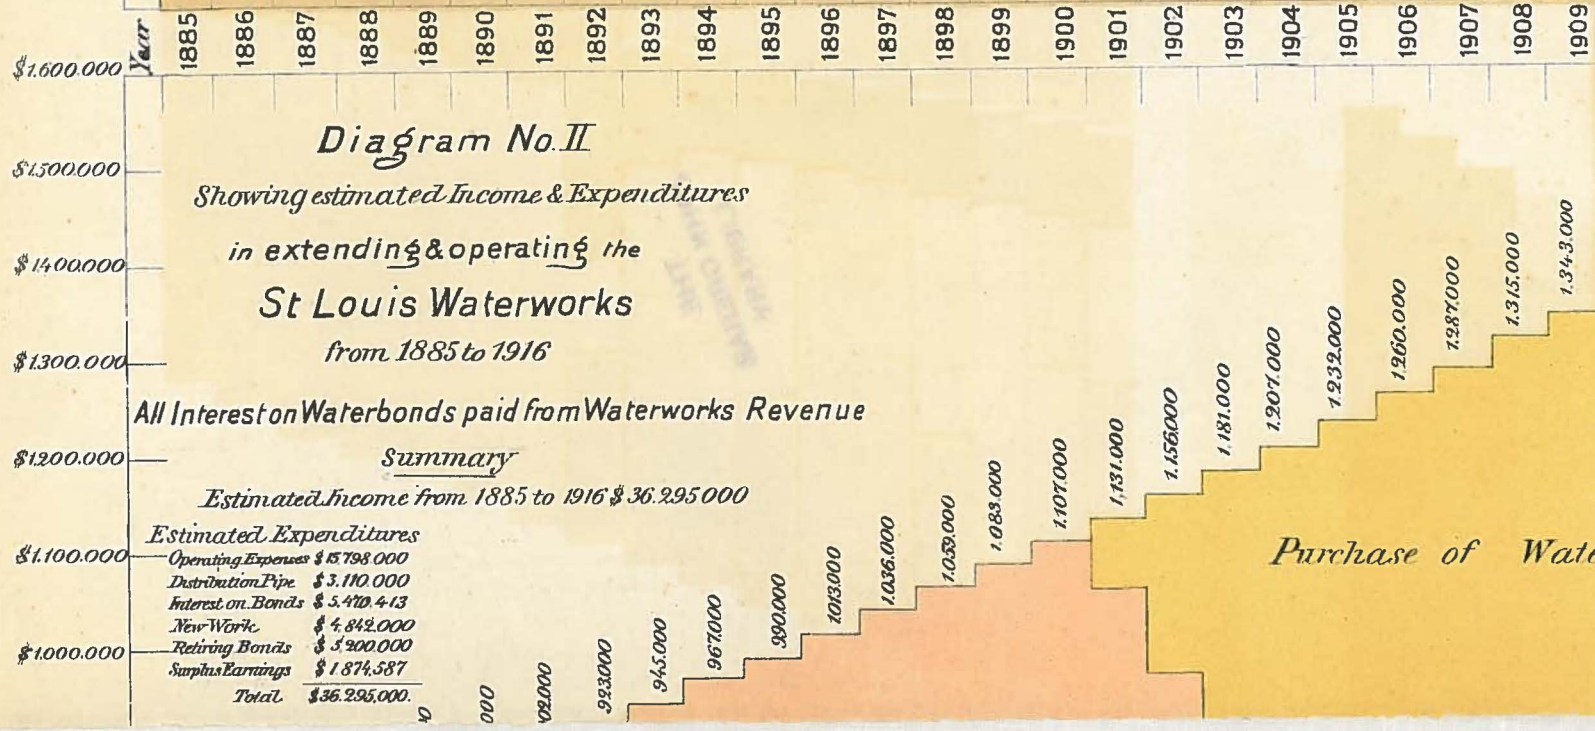 Year 1885 1886 1887 1888 1889 1890 1891 1892 1893 1894 1895 1896 1897 1898 1899 1900 1901 1902 1903 1904 1905 1906 1907 1908 1909
$1.600.000
$1.500.000
$1.400.000
$1.300.000
$1.200.000
$1.100.000
$1.000.000
Diagram No. II
Showing estimated Income & Expenditures
in extending & operating the
St Louis Waterworks
from 1885 to 1916
All Interest on Waterbonds paid from Waterworks Revenue
Summary
Estimated Income from 1885 to 1916 $36.295000
Estimated Expenditures
Operating Expenses $15.798.000
Distribution Pipe $3.110.000
Interest on Bonds $5.470.413
New Work $4.842.000
Retiring Bonds $5.200.000
Surplus Earnings $1.874.587
Total $36.295.000.
000
02.000
923.000
945.000
967.000
990.000
1013.000
1.036.000
1.059.000
1.083.000
1.107.000
1,131.000
1.156.000
1.181.000
1.207.000
1.232.000
1.260.000
1.287.000
1.315.000
1.343.000
Purchase of Wate